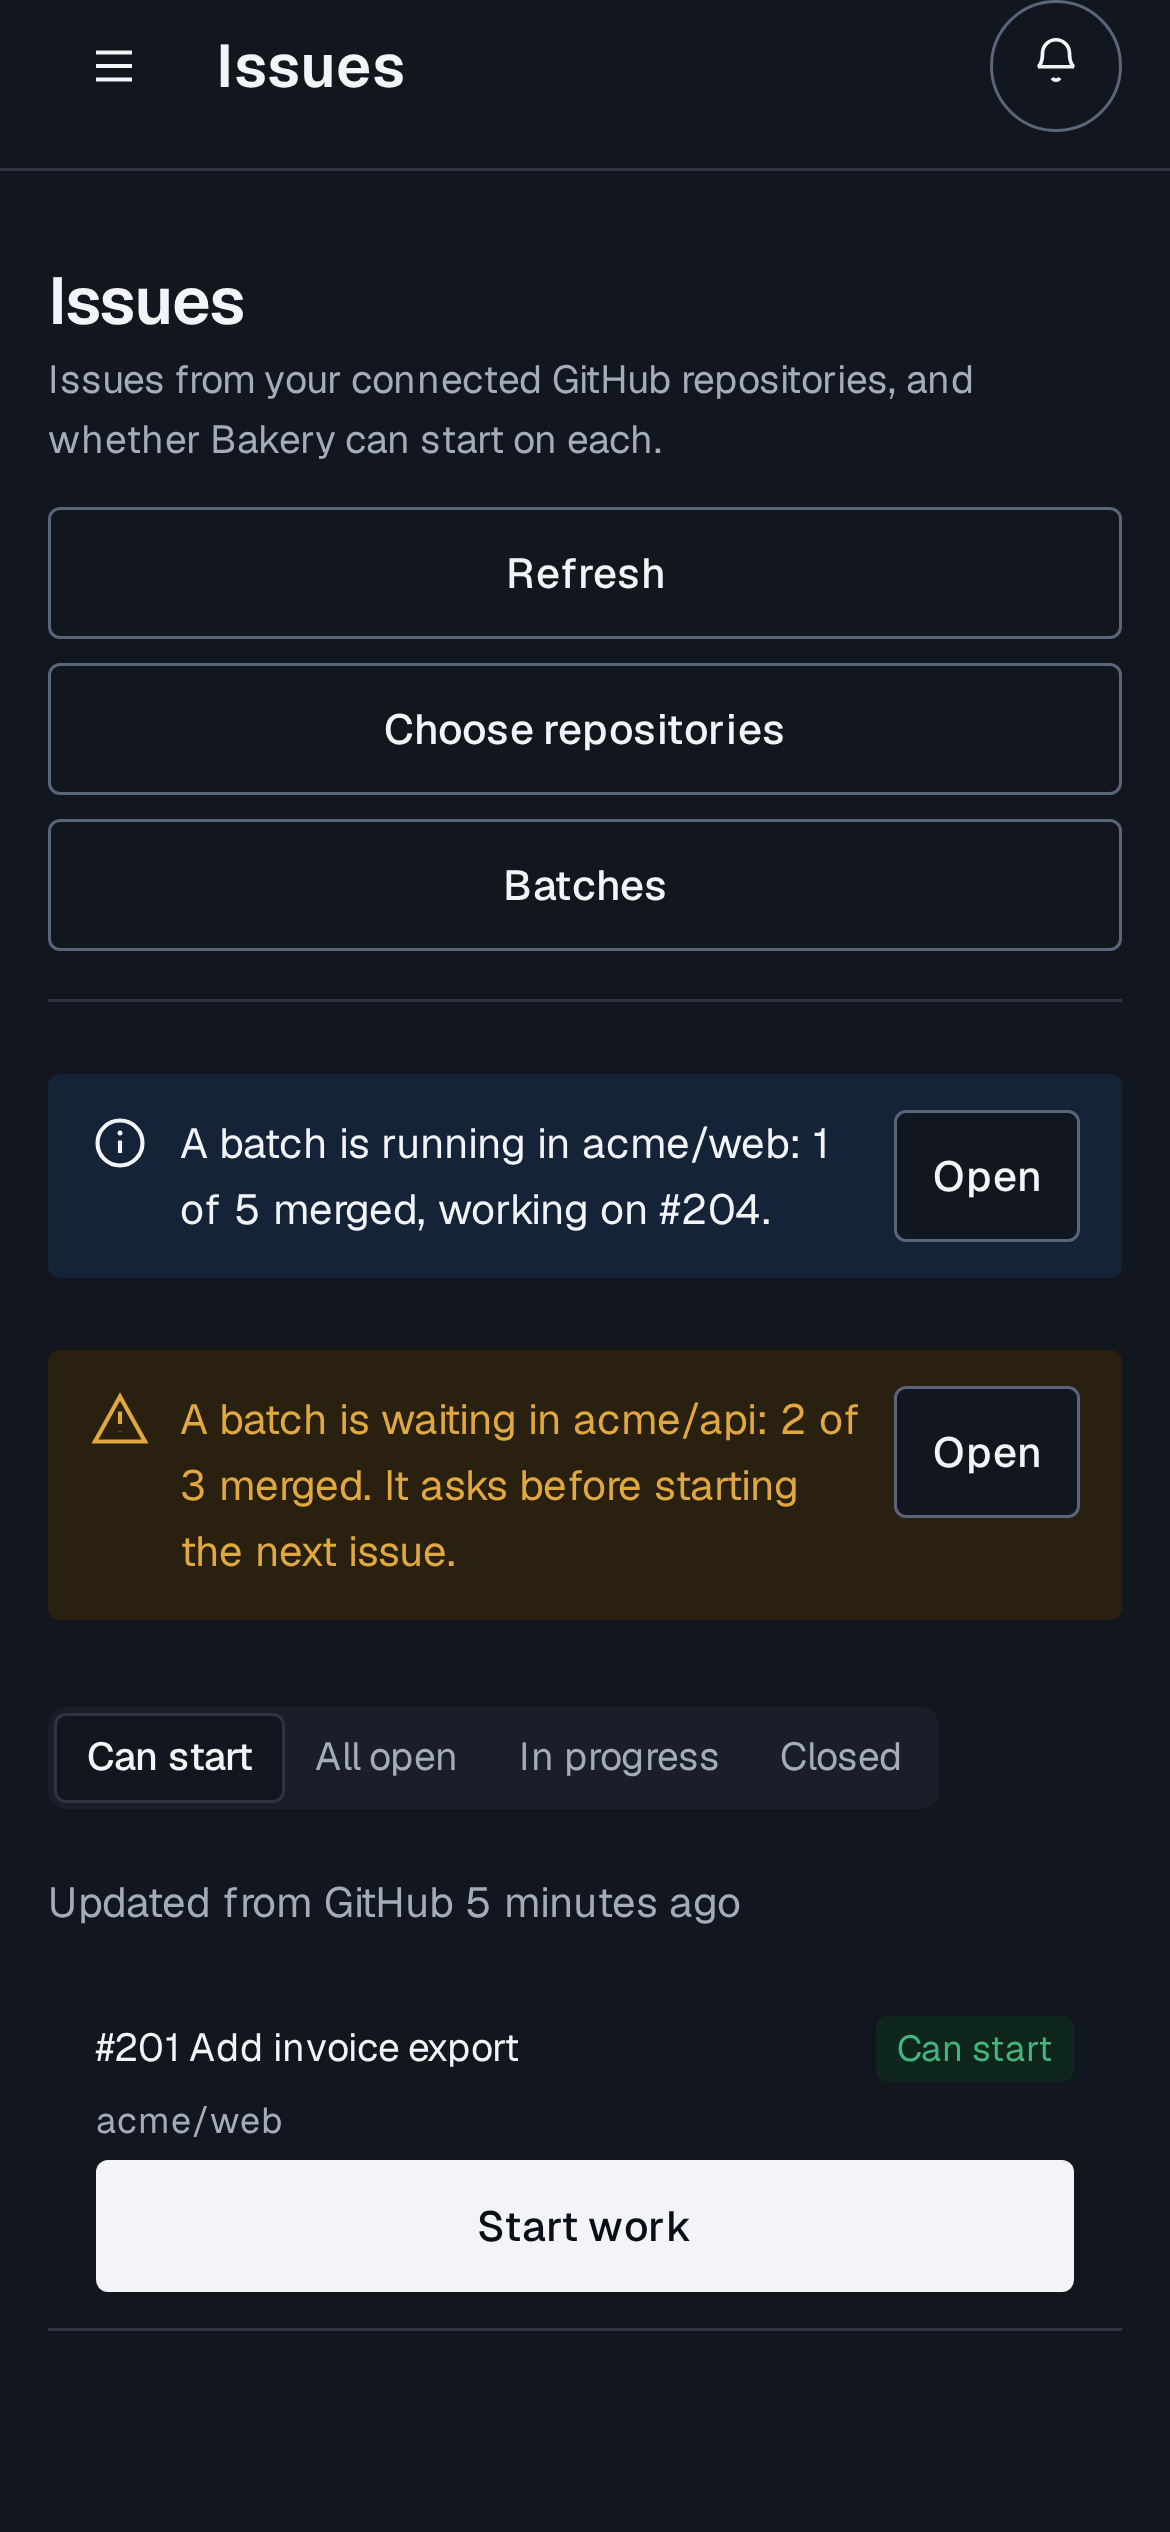 Issues
Issues
Issues from your connected GitHub repositories, and
whether Bakery can start on each.
Refresh
Choose repositories
Batches
A batch is running in acme/web: 1
of 5 merged, working on #204.
Open
A batch is waiting in acme/api: 2 of
3 merged. It asks before starting
the next issue.
Open
Can start
All open
In progress
Closed
Updated from GitHub 5 minutes ago
#201 Add invoice export
Can start
acme/web
Start work